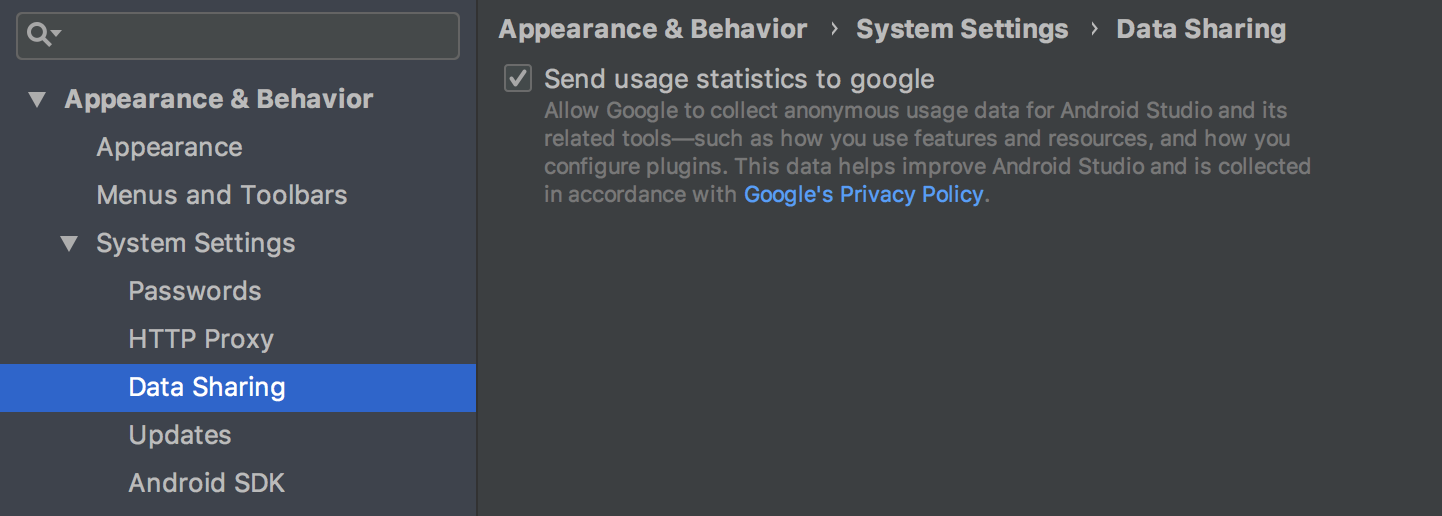 Appearance & Behavior
Appearance
Menus and Toolbars
System Settings
Passwords
HTTP Proxy
Data Sharing
Updates
Android SDK
Appearance & Behavior › System Settings › Data Sharing
Send usage statistics to google
Allow Google to collect anonymous usage data for Android Studio and its
related tools—such as how you use features and resources, and how you
configure plugins. This data helps improve Android Studio and is collected
in accordance with Google's Privacy Policy.